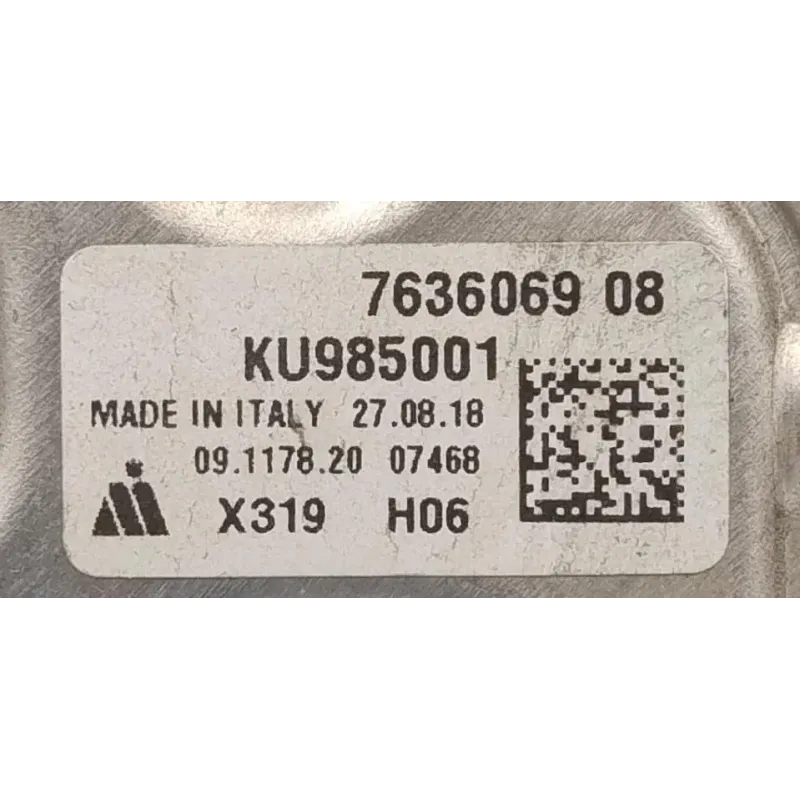 7636069 08
KU985001
MADE IN ITALY 27.08.18
09.1178.20 07468
X319 H06